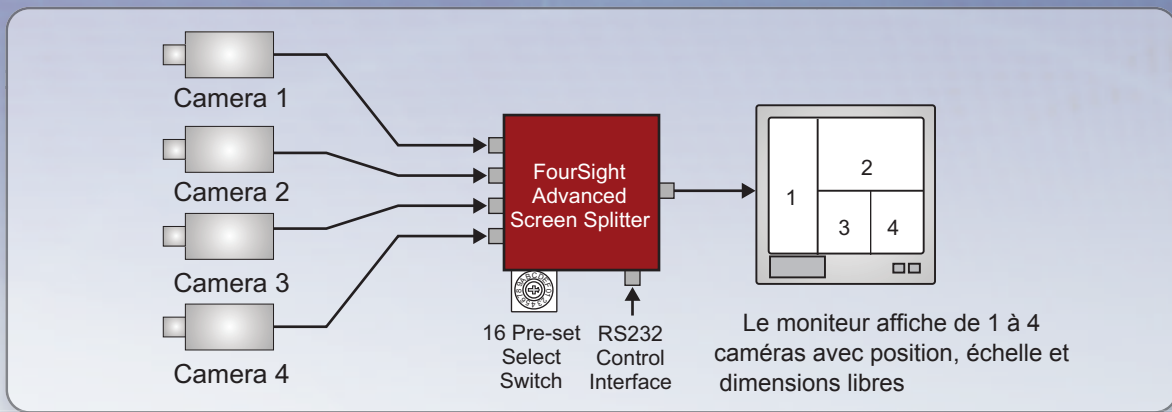 Camera 1
Camera 2
Camera 3
Camera 4
FourSight
Advanced
Screen Splitter
16 Pre-set
Select
Switch
RS232
Control
Interface
1
2
3
4
Le moniteur affiche de 1 à 4
caméras avec position, échelle et
dimensions libres